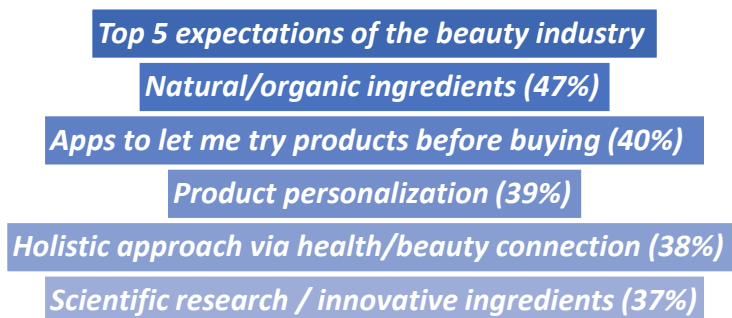 Top 5 expectations of the beauty industry
Natural/organic ingredients (47%)
Apps to let me try products before buying (40%)
Product personalization (39%)
Holistic approach via health/beauty connection (38%)
Scientific research / innovative ingredients (37%)